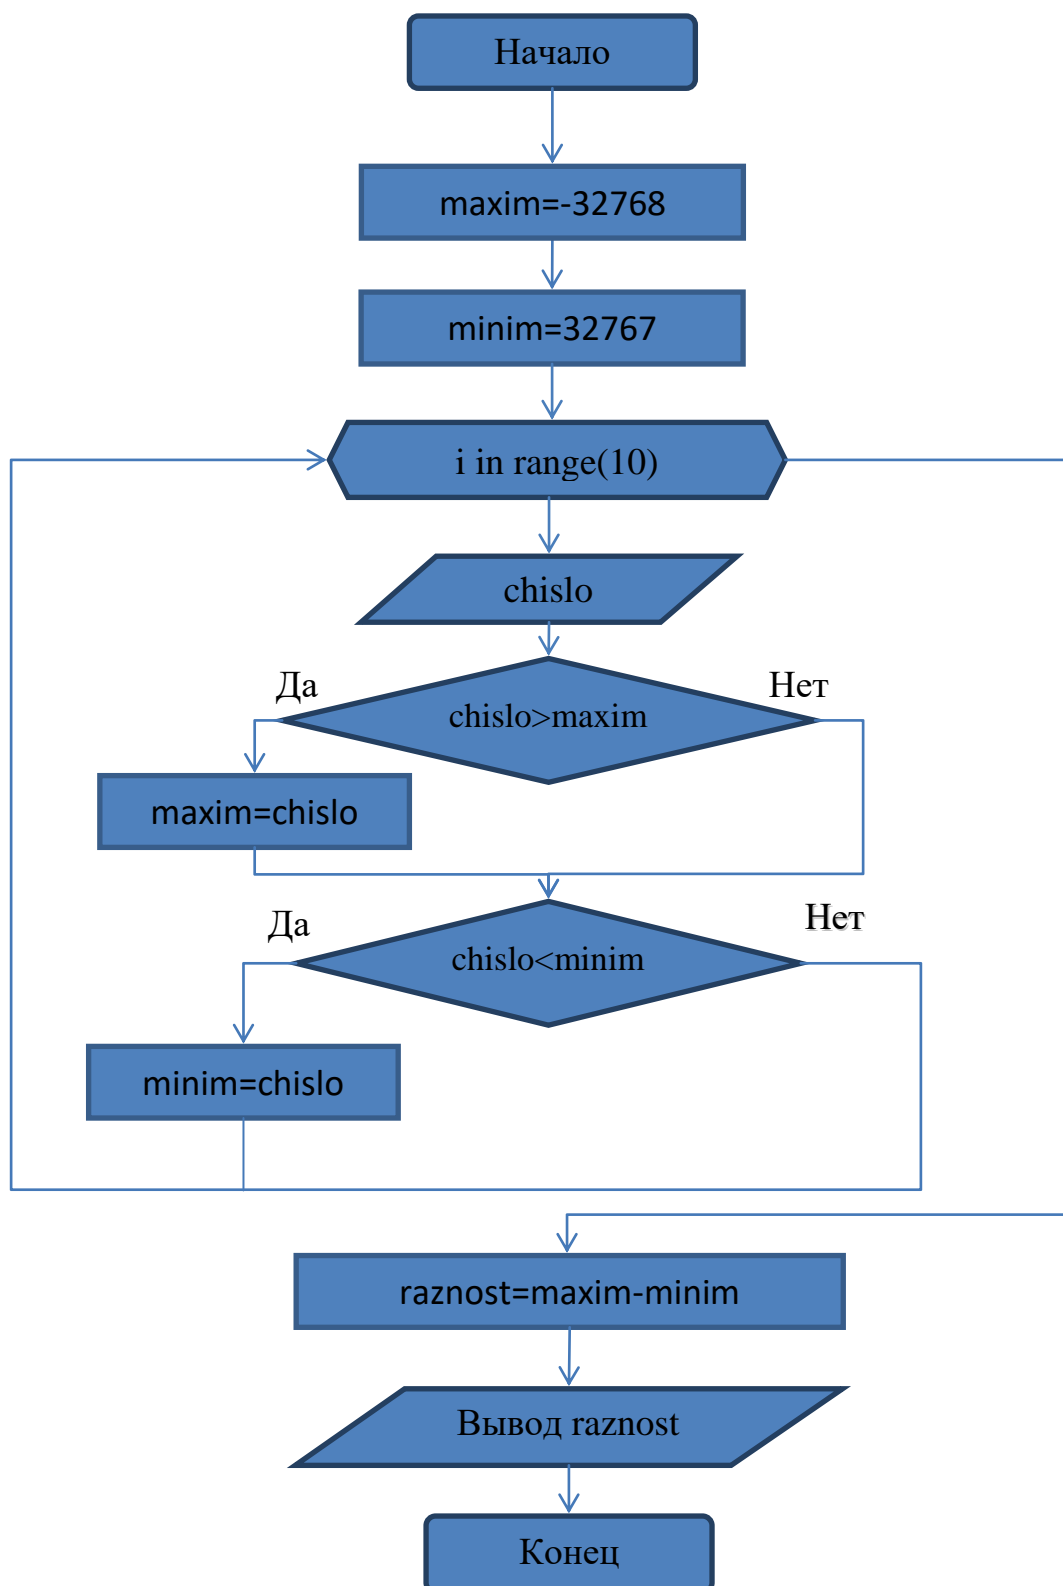 Начало
maxim=-32768
minim=32767
i in range(10)
chislo
Да
Нет
chislo>maxim
maxim=chislo
Да
Нет
chislo<minim
minim=chislo
raznost=maxim-minim
Вывод raznost
Конец